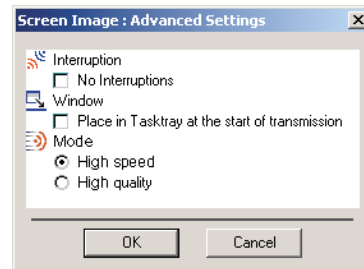 Screen Image : Advanced Settings
Interruption
No Interruptions
Window
Place in Tasktray at the start of transmission
Mode
High speed
High quality
OK
Cancel